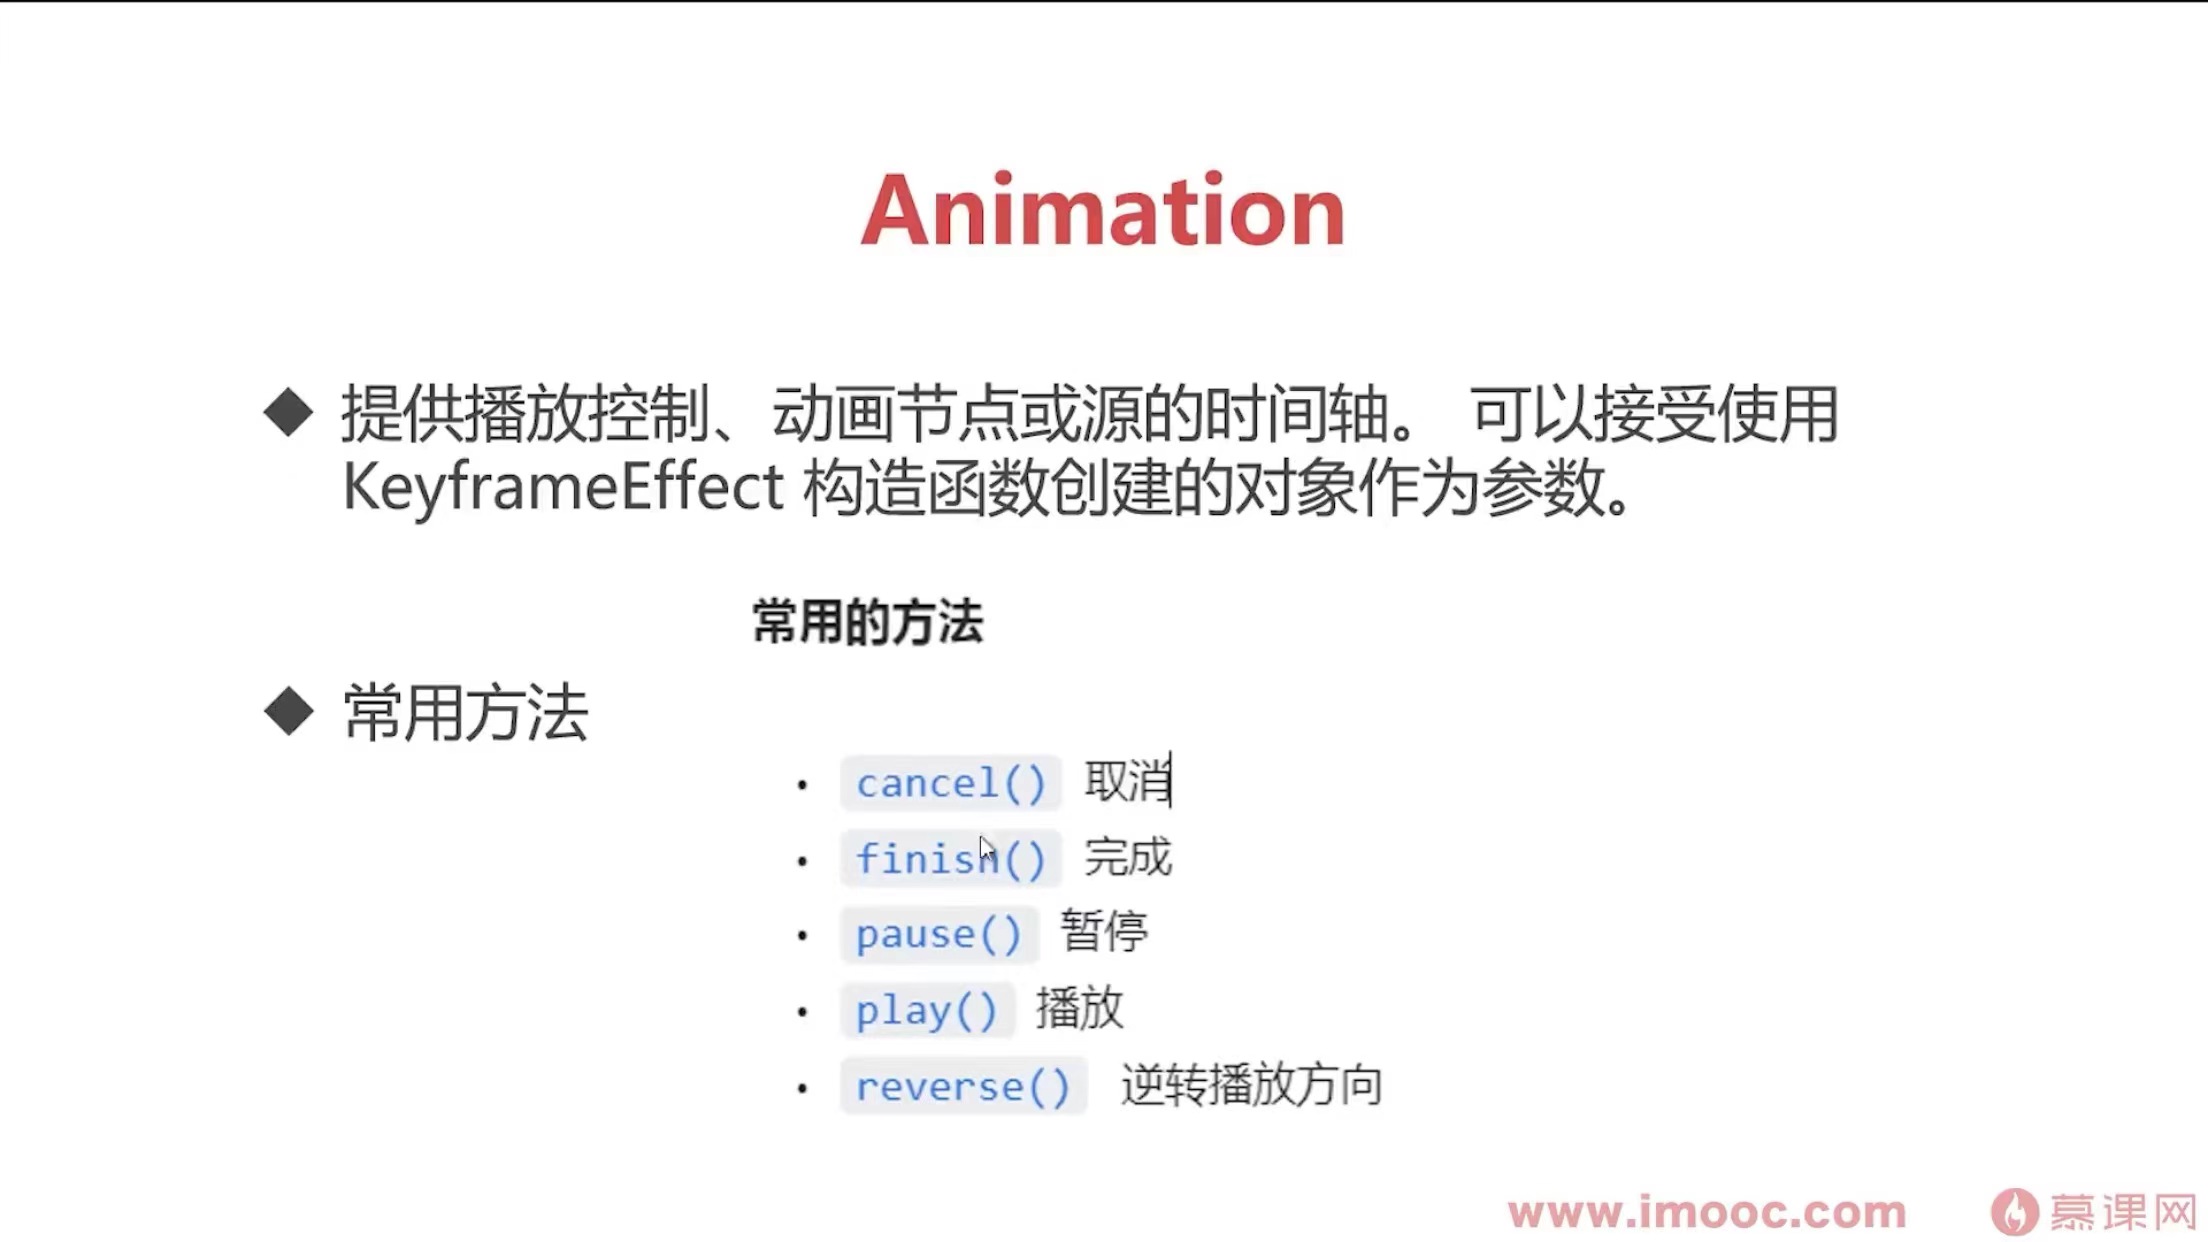 Animation
提供播放控制、动画节点或源的时间轴。 可以接受使用
KeyframeEffect 构造函数创建的对象作为参数。
常用的方法
常用方法
cancel() 取消
finish() 完成
pause() 暂停
play() 播放
reverse() 逆转播放方向
www.imooc.com 慕课网